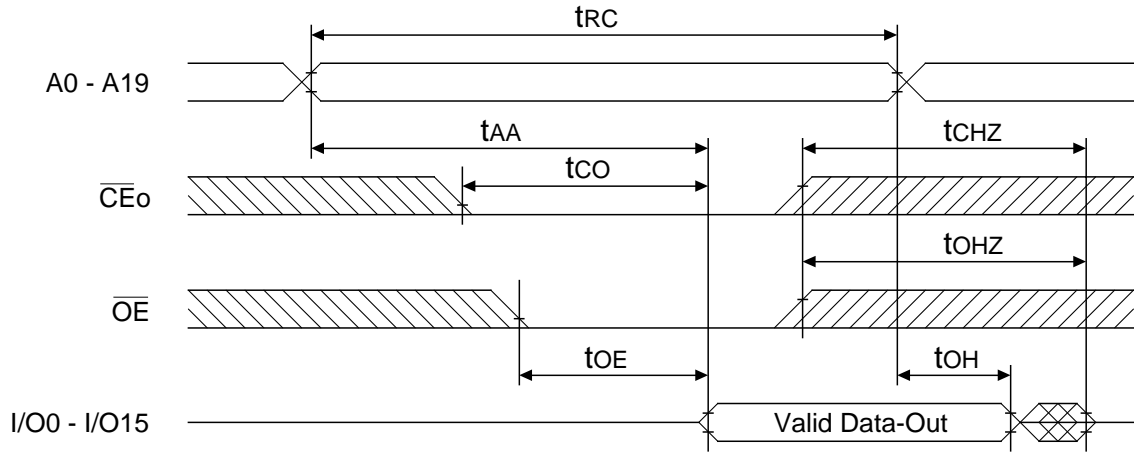 tRC
A0 - A19
tAA
tCHZ
tCO
CEo
tOHZ
OE
tOE
tOH
I/O0 - I/O15
Valid Data-Out